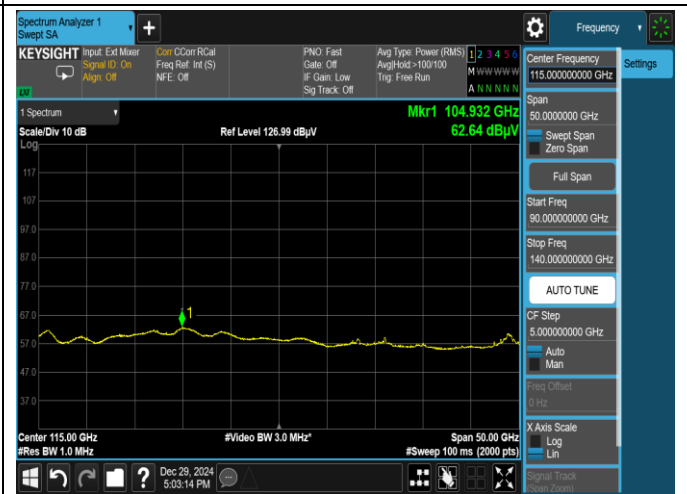 Spectrum Analyzer 1
Swept SA
+
Frequency
KEYSIGHT
Input: Ext Mixer
Signal ID: On
Align: Off
Corr CCorr RCal
Freq Ref: Int (S)
NFE: Off
PNO: Fast
Gate: Off
IF Gain: Low
Sig Track: Off
Avg Type: Power (RMS)
Avg|Hold:>100/100
Trig: Free Run
1 2 3 4 5 6
M W W W W W
A N N N N N
LXI
Center Frequency
115.000000000 GHz
Settings
Span
50.0000000 GHz
Swept Span
Zero Span
Full Span
Start Freq
90.000000000 GHz
Stop Freq
140.000000000 GHz
AUTO TUNE
CF Step
5.000000000 GHz
Auto
Man
Freq Offset
0 Hz
X Axis Scale
Log
Lin
Signal Track
(Span Zoom)
1 Spectrum
Scale/Div 10 dB
Ref Level 126.99 dBµV
Mkr1 104.932 GHz
62.64 dBµV
Log
117
107
97.0
87.0
77.0
67.0
57.0
47.0
37.0
1
Center 115.00 GHz
#Video BW 3.0 MHz*
Span 50.00 GHz
#Res BW 1.0 MHz
#Sweep 100 ms (2000 pts)
?
Dec 29, 2024
5:03:14 PM